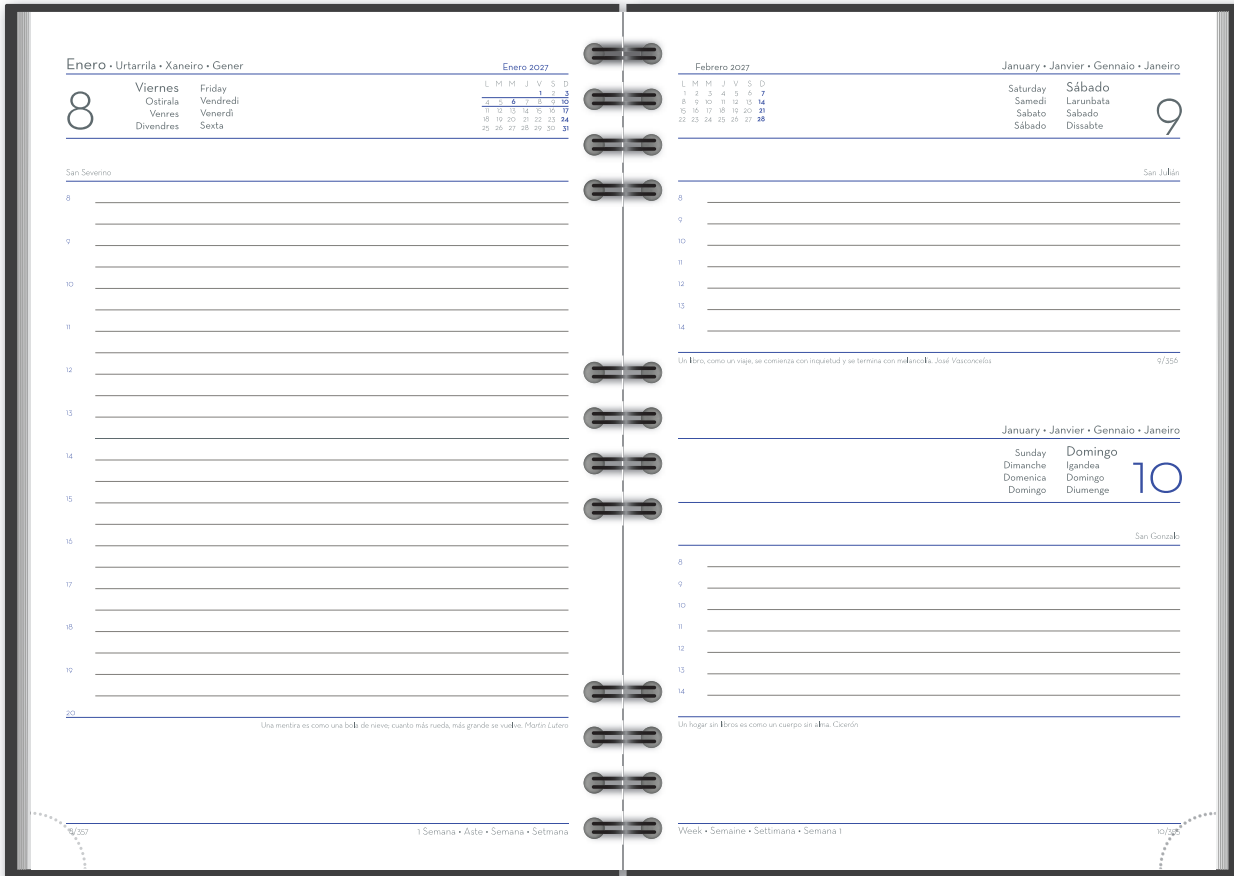 Enero • Urtarrila • Xaneiro • Gener
Enero 2027
8
Viernes Friday
Ostirala Vendredi
Venres Venerdì
Divendres Sexta
L M M J V S D
1 2 3
4 5 6 7 8 9 10
11 12 13 14 15 16 17
18 19 20 21 22 23 24
25 26 27 28 29 30 31
San Severino
8
9
10
11
12
13
14
15
16
17
18
19
20
Una mentira es como una bola de nieve; cuanto más rueda, más grande se vuelve. Martín Lutero
8/357
1 Semana • Aste • Semana • Setmana
Febrero 2027
January • Janvier • Gennaio • Janeiro
L M M J V S D
1 2 3 4 5 6 7
8 9 10 11 12 13 14
15 16 17 18 19 20 21
22 23 24 25 26 27 28
Saturday Sábado
Samedi Larunbata
Sabato Sabado
Sábado Dissabte
9
San Julián
8
9
10
11
12
13
14
Un libro, como un viaje, se comienza con inquietud y se termina con melancolía. José Vasconcelos
9/356
January • Janvier • Gennaio • Janeiro
Sunday Domingo
Dimanche Igandea
Domenica Domingo
Domingo Diumenge
10
San Gonzalo
8
9
10
11
12
13
14
Un hogar sin libros es como un cuerpo sin alma. Cicerón
Week • Semaine • Settimana • Semana 1
10/355